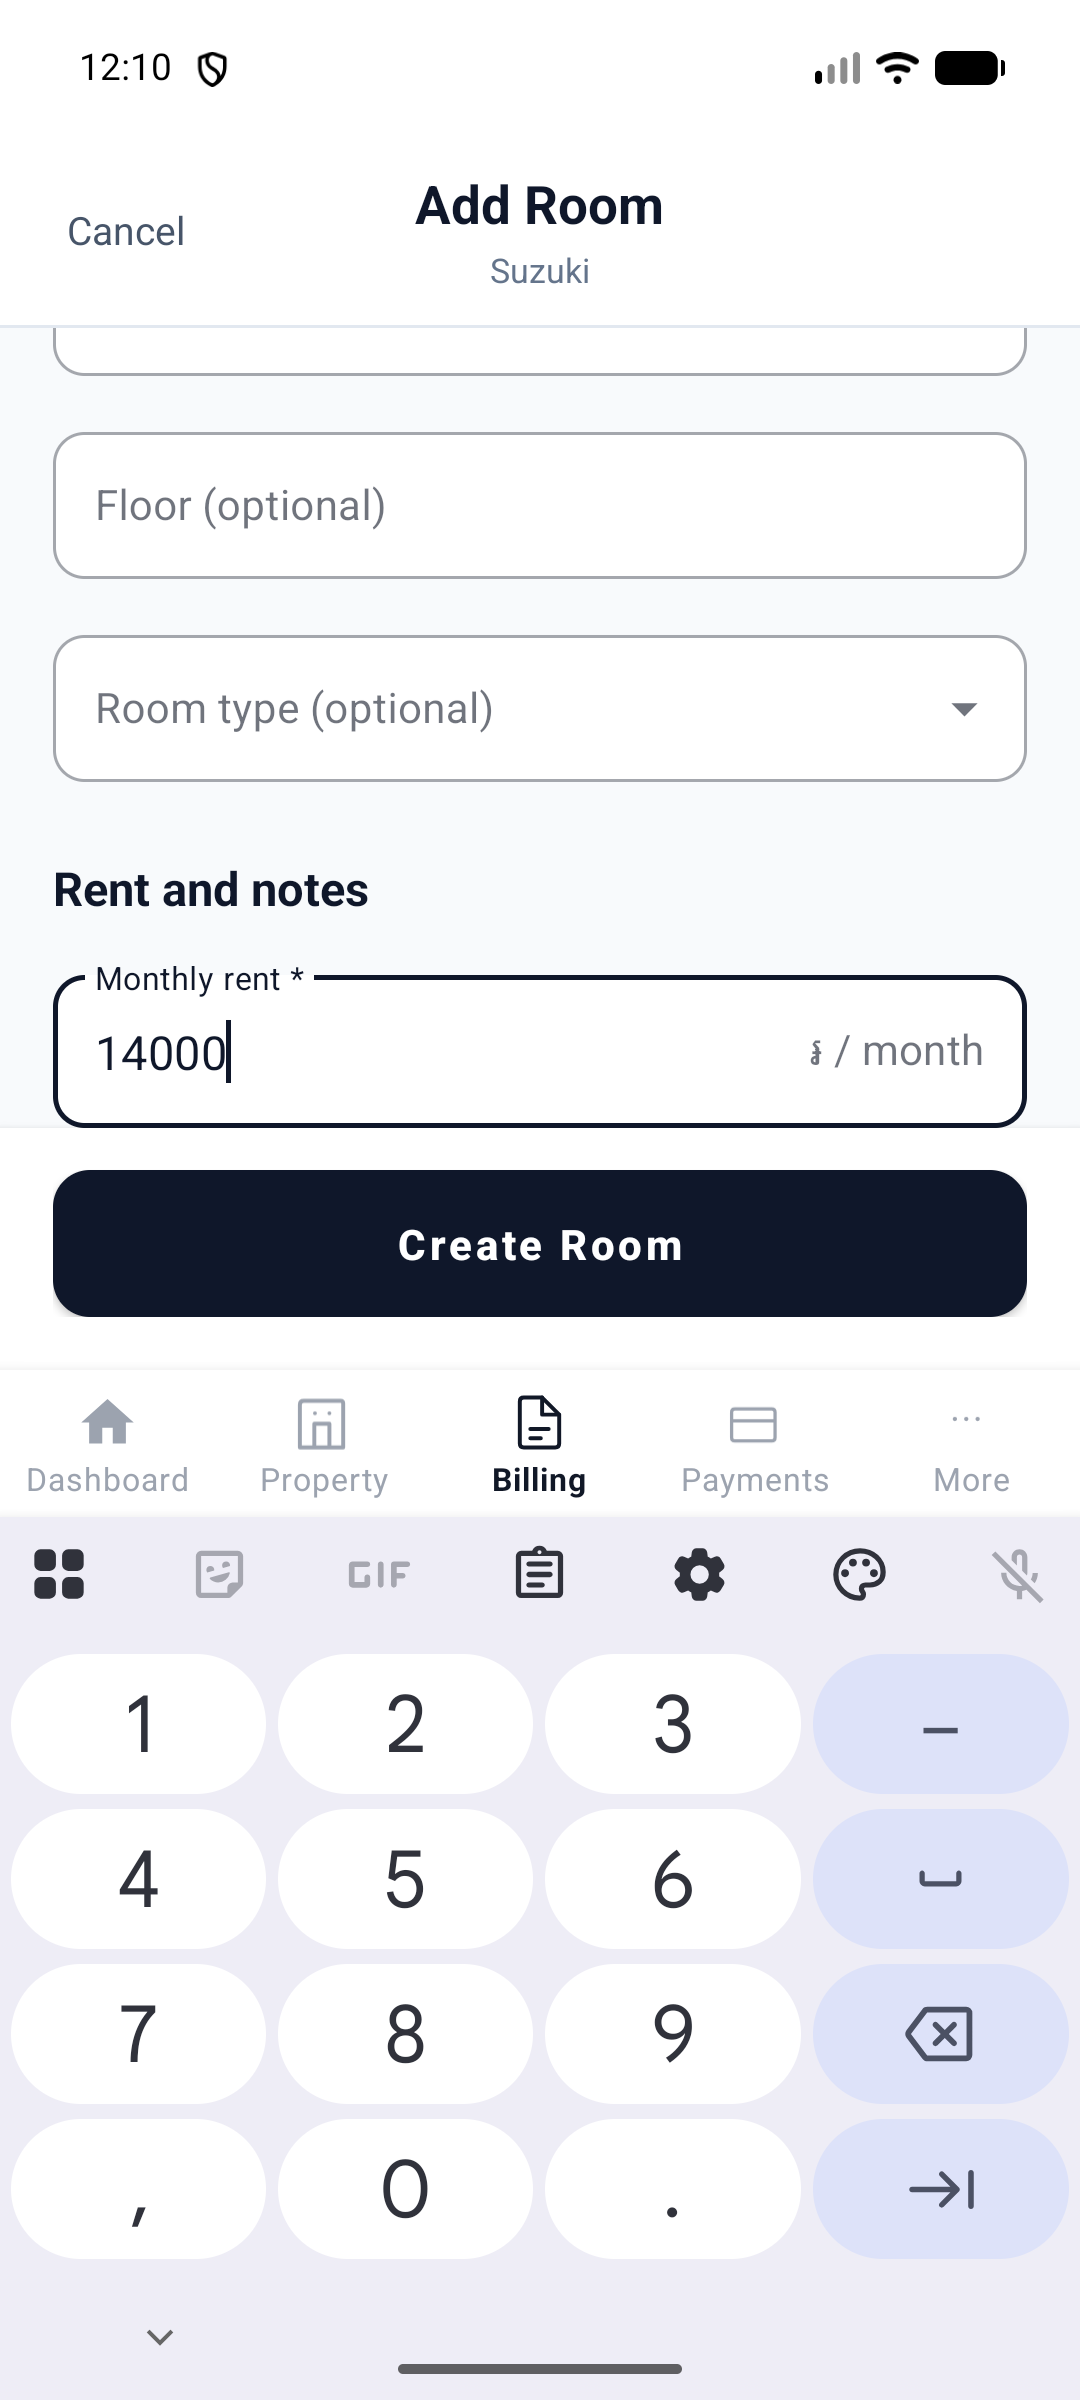 12:10
Cancel
Add Room
Suzuki
Floor (optional)
Room type (optional)
Rent and notes
Monthly rent *
14000
៛ / month
Create Room
Dashboard
Property
Billing
Payments
More
GIF
1 2 3 –
4 5 6
7 8 9
, 0 .